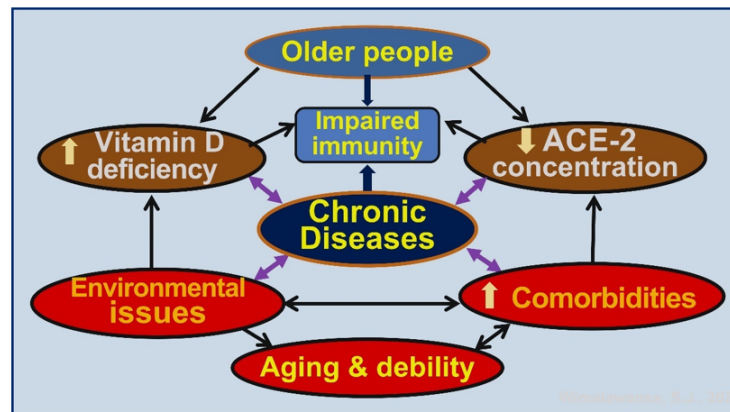 Older people
Impaired
immunity
Vitamin D
deficiency
ACE-2
concentration
Chronic
Diseases
Environmental
issues
Comorbidities
Aging & debility